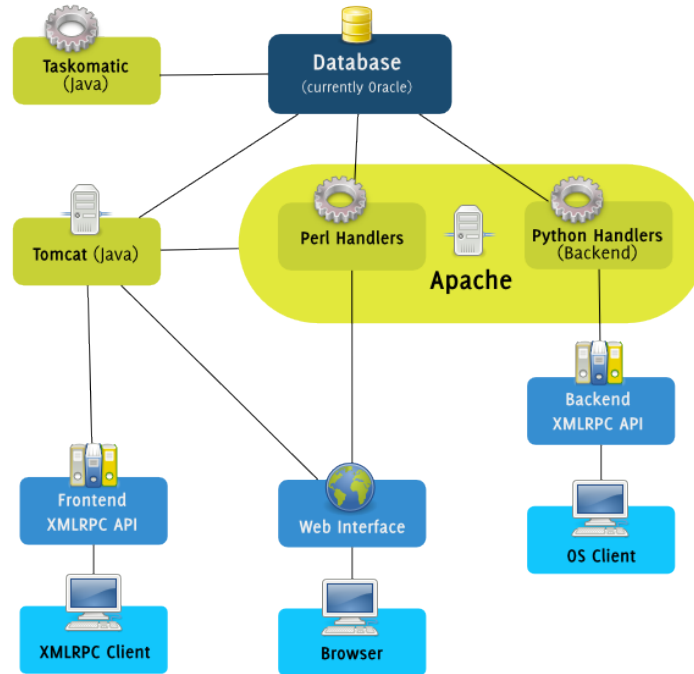 Taskomatic
(Java)
Database
(currently Oracle)
Tomcat (Java)
Perl Handlers
Python Handlers
(Backend)
Apache
Backend
XMLRPC API
Frontend
XMLRPC API
Web Interface
OS Client
XMLRPC Client
Browser